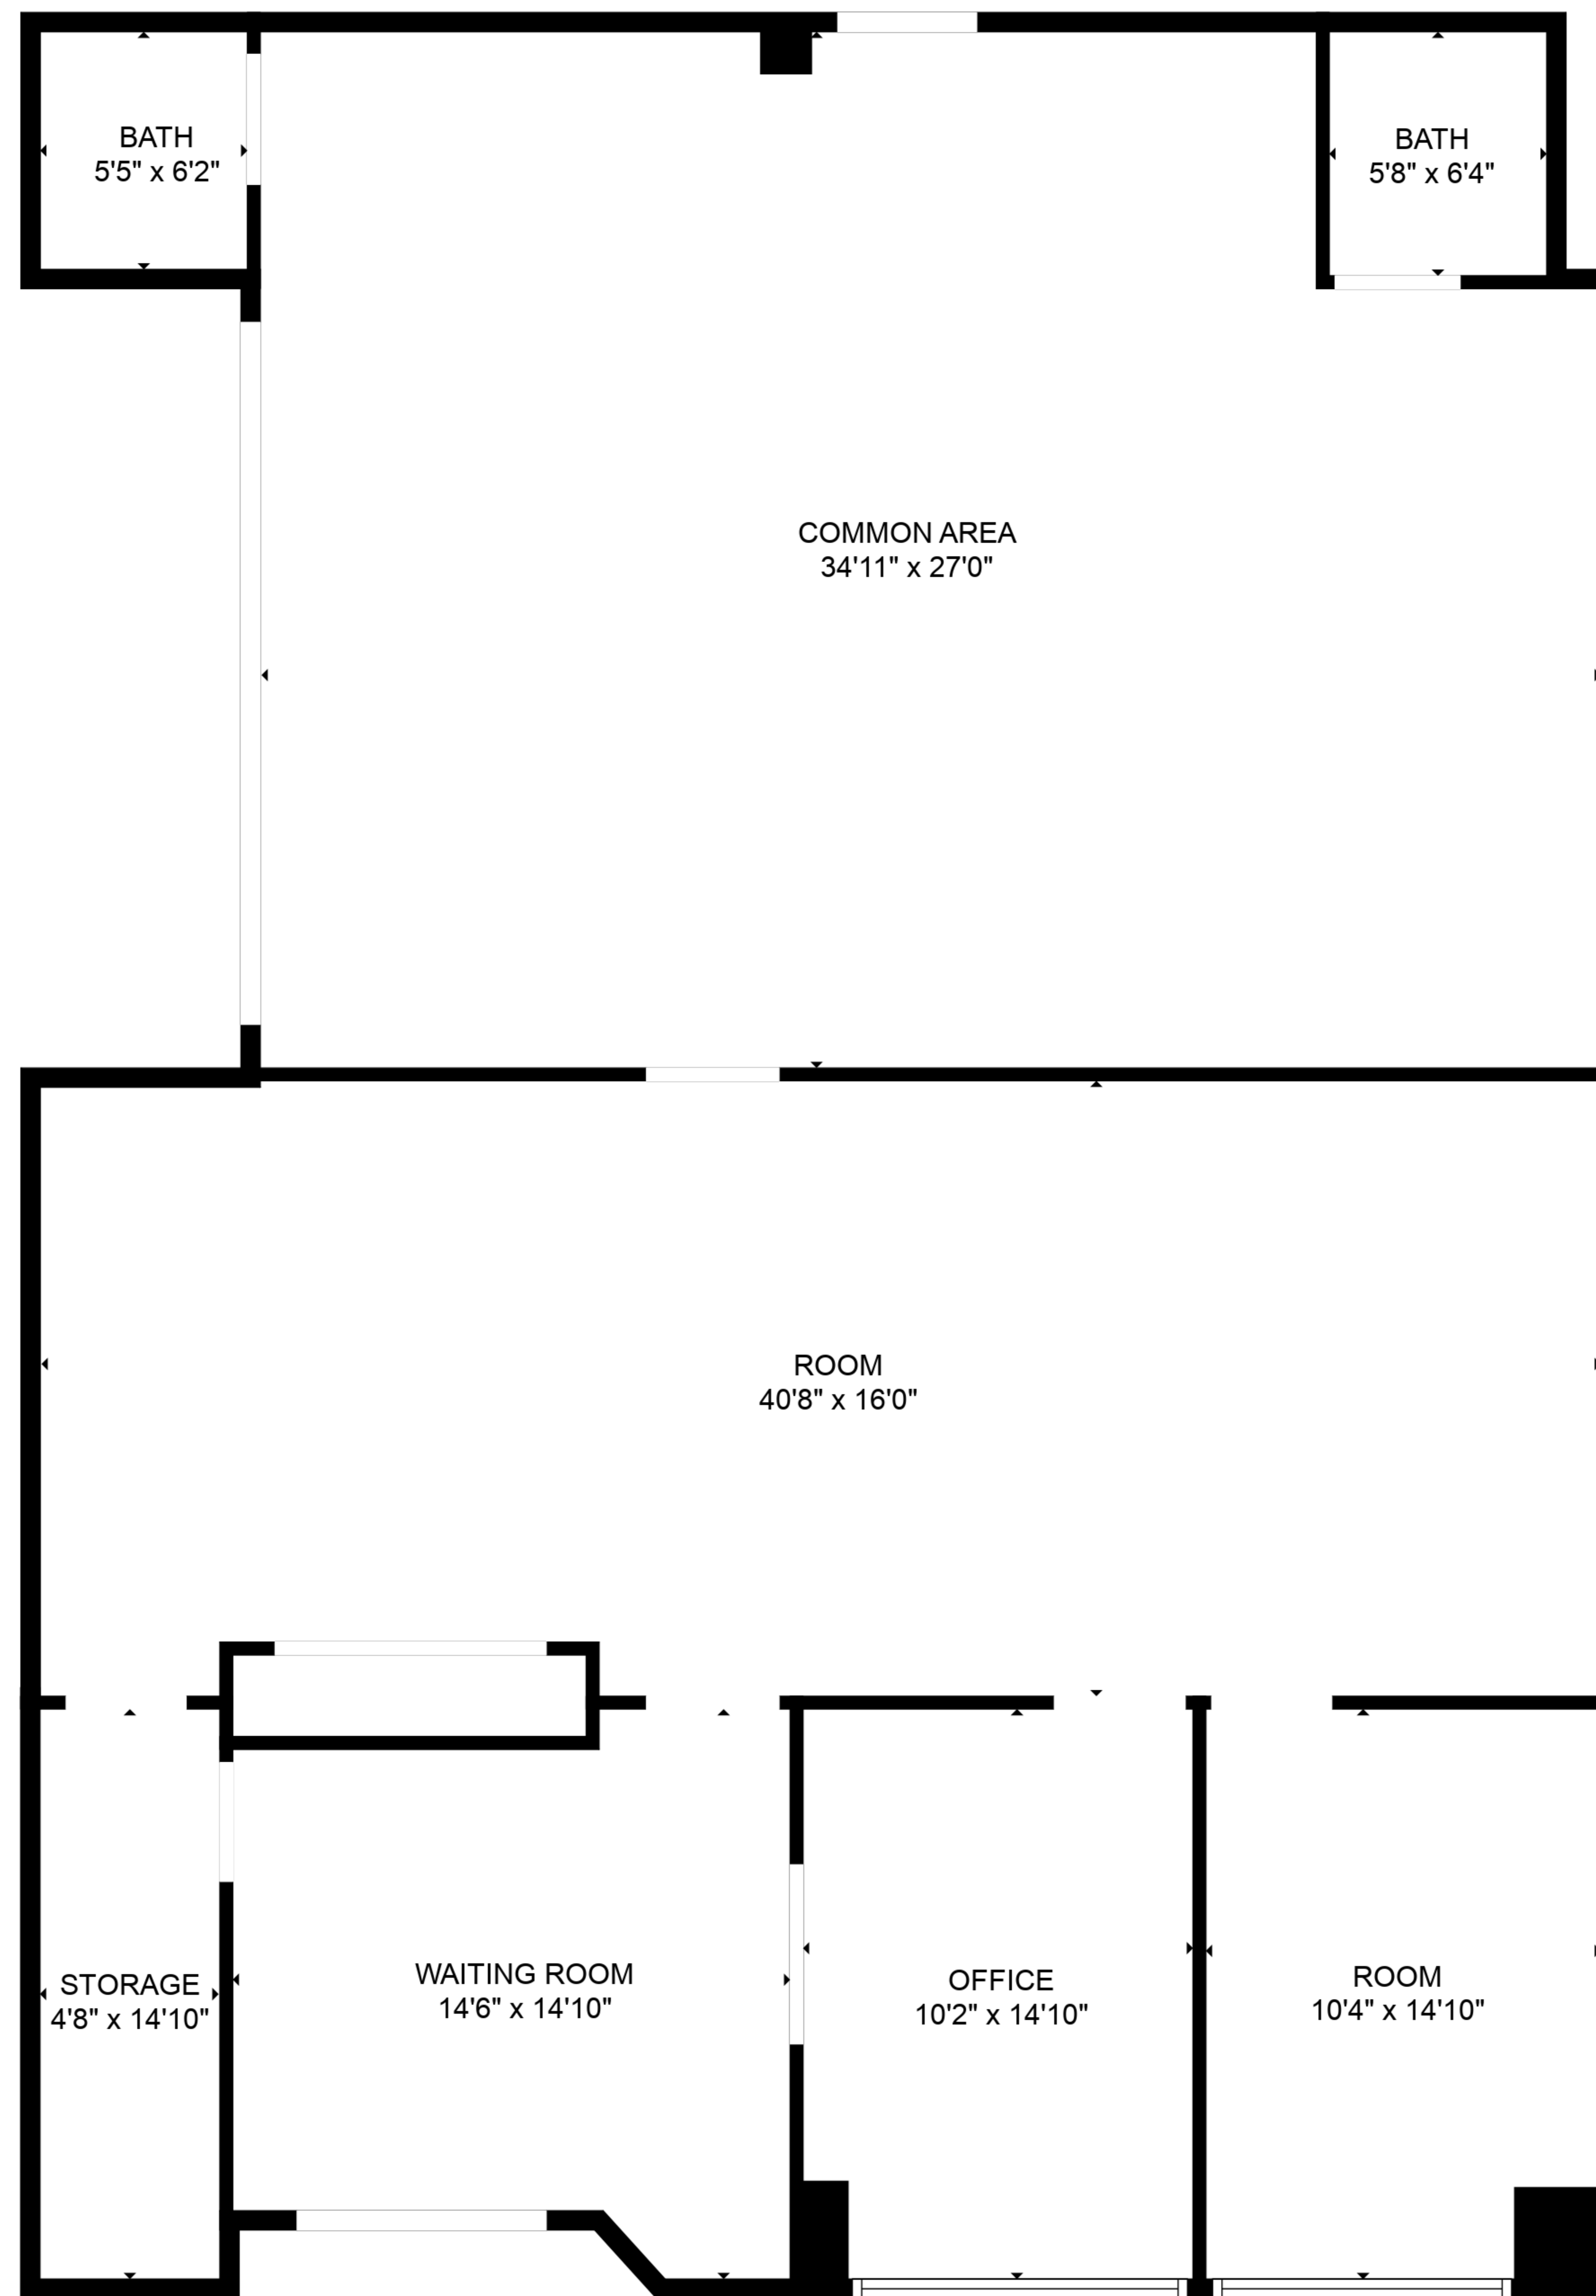 BATH
5'5" x 6'2"
BATH
5'8" x 6'4"
COMMON AREA
34'11" x 27'0"
ROOM
40'8" x 16'0"
STORAGE
4'8" x 14'10"
WAITING ROOM
14'6" x 14'10"
OFFICE
10'2" x 14'10"
ROOM
10'4" x 14'10"